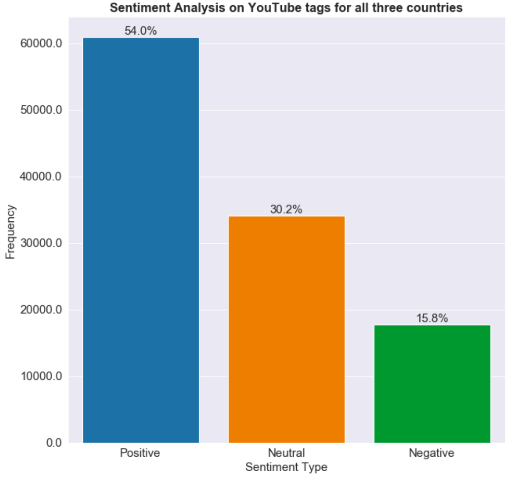 Sentiment Analysis on YouTube tags for all three countries
54.0%
60000.0
50000.0
40000.0
30.2%
30000.0
Frequency
20000.0
15.8%
10000.0
0.0
Positive
Neutral
Negative
Sentiment Type